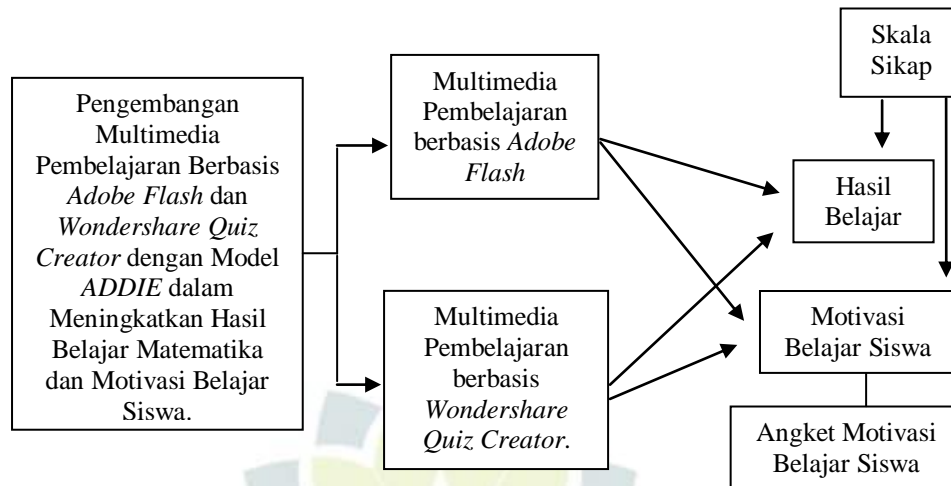 Pengembangan
Multimedia
Pembelajaran Berbasis
Adobe Flash dan
Wondershare Quiz
Creator dengan Model
ADDIE dalam
Meningkatkan Hasil
Belajar Matematika
dan Motivasi Belajar
Siswa.
Multimedia
Pembelajaran
berbasis Adobe
Flash
Multimedia
Pembelajaran
berbasis
Wondershare
Quiz Creator.
Skala
Sikap
Hasil
Belajar
Motivasi
Belajar Siswa
Angket Motivasi
Belajar Siswa